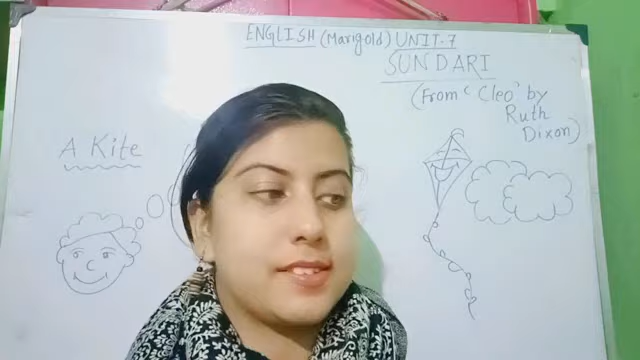 ENGLISH (Marigold) UNIT-7
SUNDARI
(From 'Cleo' by
Ruth
Dixon)
A Kite